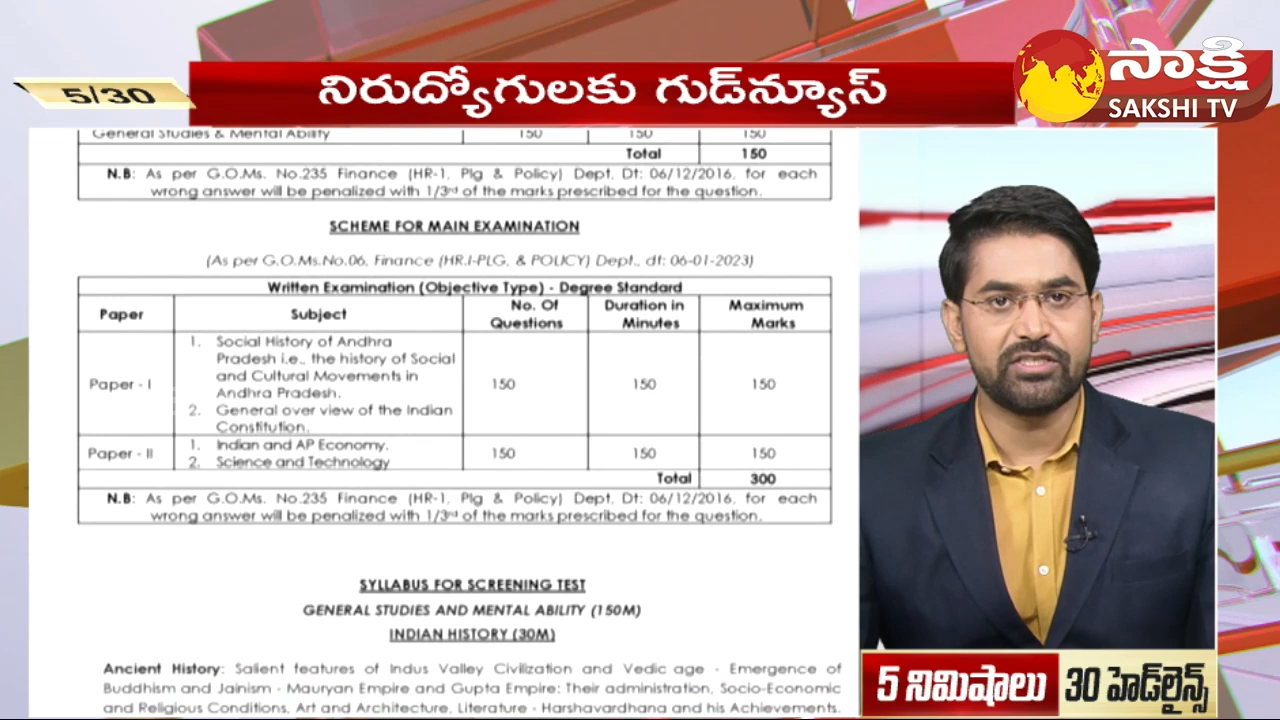 5/30
నిరుద్యోగులకు గుడ్‌న్యూస్
సాక్షి
SAKSHI TV
General Studies & Mental Ability 150 150 150
Total 150
N.B: As per G.O.Ms. No.235 Finance (HR-1, Plg & Policy) Dept, Dt: 06/12/2016, for each
wrong answer will be penalized with 1/3rd of the marks prescribed for the question.
SCHEME FOR MAIN EXAMINATION
(As per G.O.Ms.No.06, Finance (HR.I-PLG, & POLICY) Dept., dt: 06-01-2023)
Written Examination (Objective Type) - Degree Standard
Paper Subject No. Of Questions Duration in Minutes Maximum Marks
1. Social History of Andhra
Pradesh i.e., the history of Social
and Cultural Movements in
Andhra Pradesh.
2. General over view of the Indian
Constitution.
Paper - I 150 150 150
1. Indian and AP Economy.
2. Science and Technology
Paper - II 150 150 150
Total 300
N.B: As per G.O.Ms. No.235 Finance (HR-1, Plg & Policy) Dept, Dt: 06/12/2016, for each
wrong answer will be penalized with 1/3rd of the marks prescribed for the question.
SYLLABUS FOR SCREENING TEST
GENERAL STUDIES AND MENTAL ABILITY (150M)
INDIAN HISTORY (30M)
Ancient History: Salient features of Indus Valley Civilization and Vedic age - Emergence of
Buddhism and Jainism - Mauryan Empire and Gupta Empire: Their administration, Socio-Economic
and Religious Conditions, Art and Architecture, Literature - Harshavardhana and his Achievements.
5 నిమిషాలు 30 హెడ్‌లైన్స్